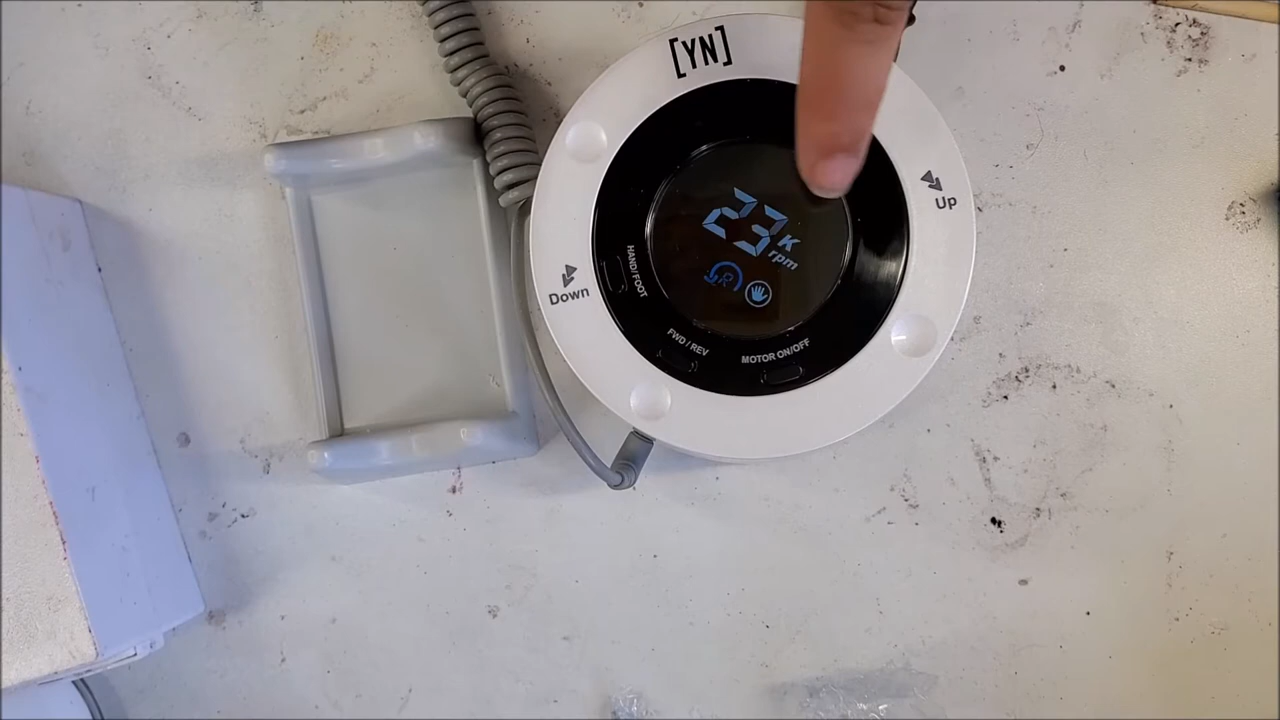 [YN]
Up
23 K
rpm
R
HAND/FOOT
Down
FWD / REV
MOTOR ON/OFF